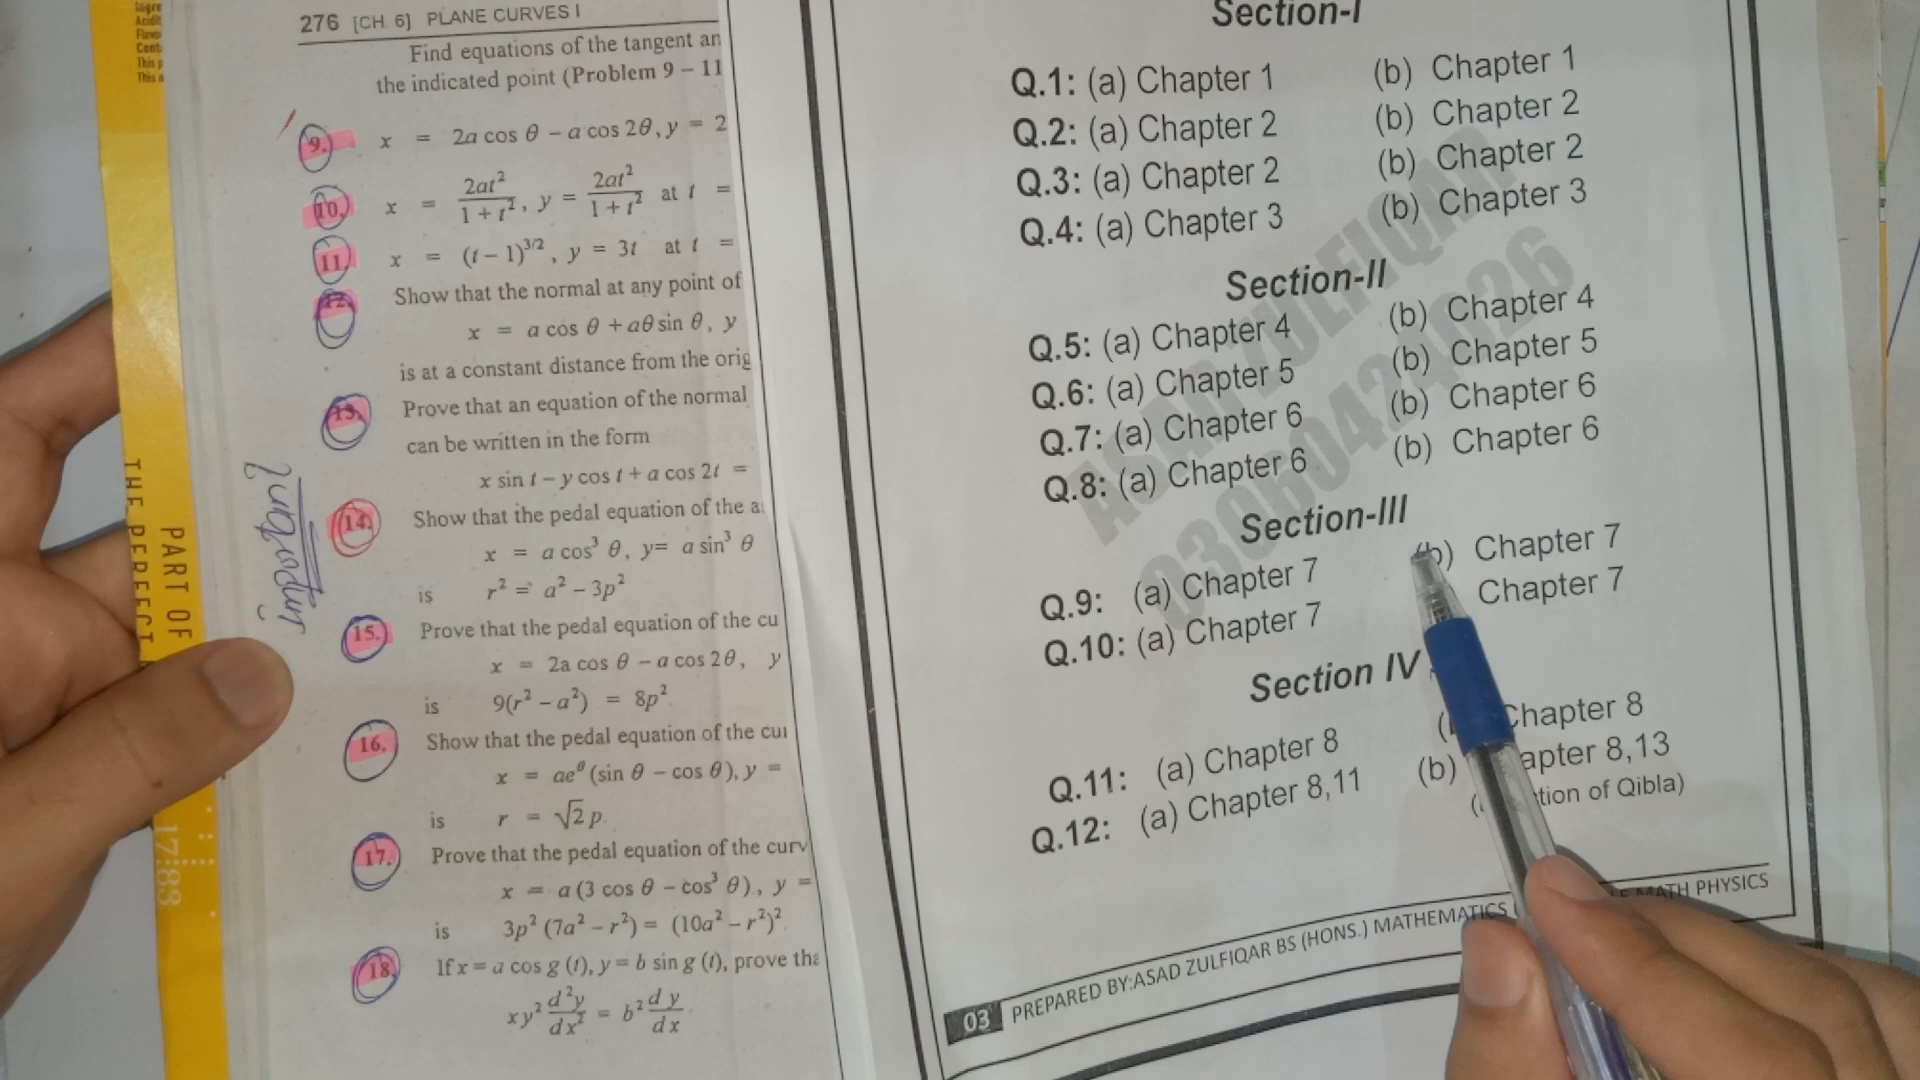 276 [CH. 6] PLANE CURVES I
Find equations of the tangent an
the indicated point (Problem 9 – 11
9. x = 2a cos θ – a cos 2θ, y = 2
10. x = 2at² / 1 + t², y = 2at² / 1 + t² at t =
11. x = (t – 1)^3/2, y = 3t at t =
12. Show that the normal at any point of
x = a cos θ + aθ sin θ, y
is at a constant distance from the orig
13. Prove that an equation of the normal
can be written in the form
x sin t – y cos t + a cos 2t =
14. Show that the pedal equation of the a
x = a cos³ θ, y= a sin³ θ
is r² = a² – 3p²
15. Prove that the pedal equation of the cu
x = 2a cos θ – a cos 2θ, y
is 9(r² – a²) = 8p²
16. Show that the pedal equation of the cu
x = ae^θ (sin θ – cos θ), y =
is r = √2 p.
17. Prove that the pedal equation of the curv
x = a (3 cos θ – cos³ θ), y =
is 3p² (7a² – r²) = (10a² – r²)².
18. If x = a cos g (t), y = b sin g (t), prove tha
xy² d²y/dx² = b² dy/dx
PART OF
THE PERFECT
17:83
Section-I
Q.1: (a) Chapter 1 (b) Chapter 1
Q.2: (a) Chapter 2 (b) Chapter 2
Q.3: (a) Chapter 2 (b) Chapter 2
Q.4: (a) Chapter 3 (b) Chapter 3
Section-II
Q.5: (a) Chapter 4 (b) Chapter 4
Q.6: (a) Chapter 5 (b) Chapter 5
Q.7: (a) Chapter 6 (b) Chapter 6
Q.8: (a) Chapter 6 (b) Chapter 6
Section-III
Q.9: (a) Chapter 7 (b) Chapter 7
Q.10: (a) Chapter 7 Chapter 7
Section IV
Q.11: (a) Chapter 8 Chapter 8
Q.12: (a) Chapter 8,11 (b) apter 8,13
tion of Qibla)
03 PREPARED BY:ASAD ZULFIQAR BS (HONS.) MATHEMATICS MATH PHYSICS
ASAD ZULFIQAR